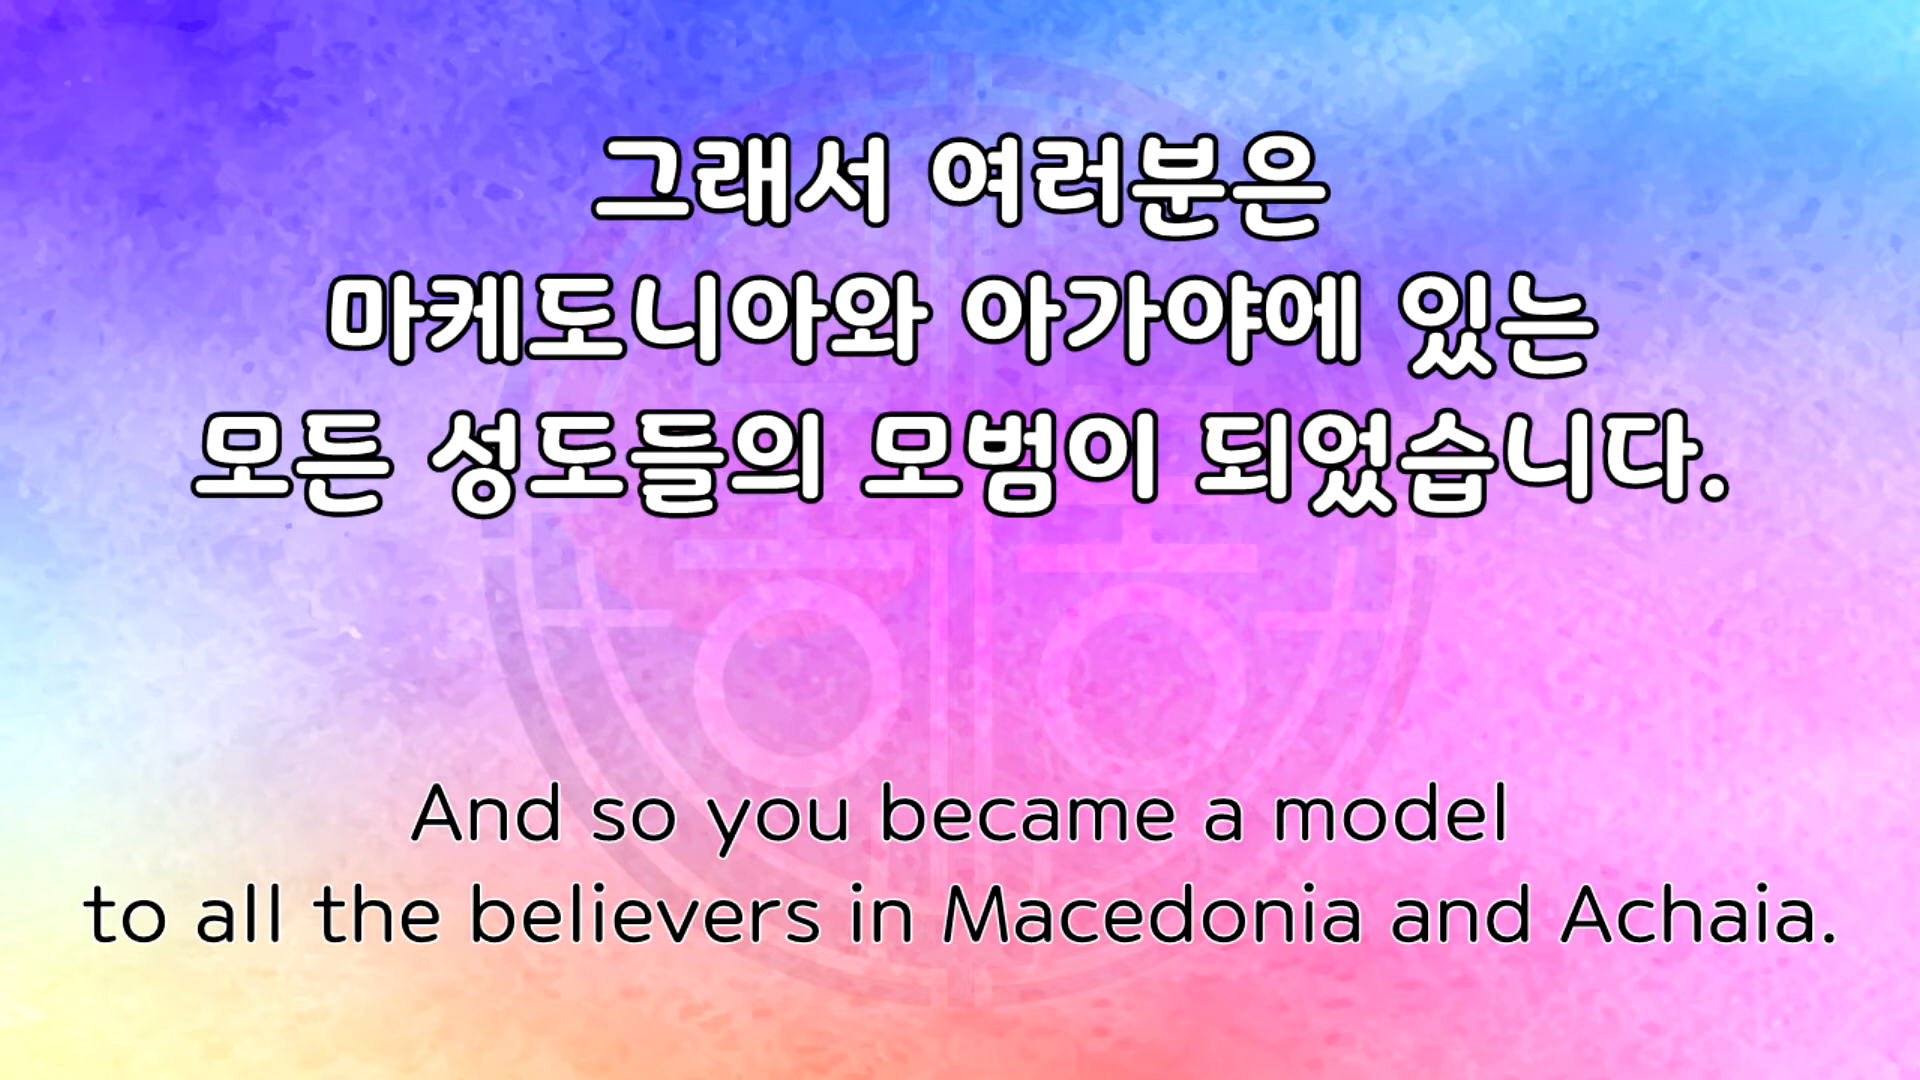 그래서 여러분은
마케도니아와 아가야에 있는
모든 성도들의 모범이 되었습니다.
And so you became a model
to all the believers in Macedonia and Achaia.